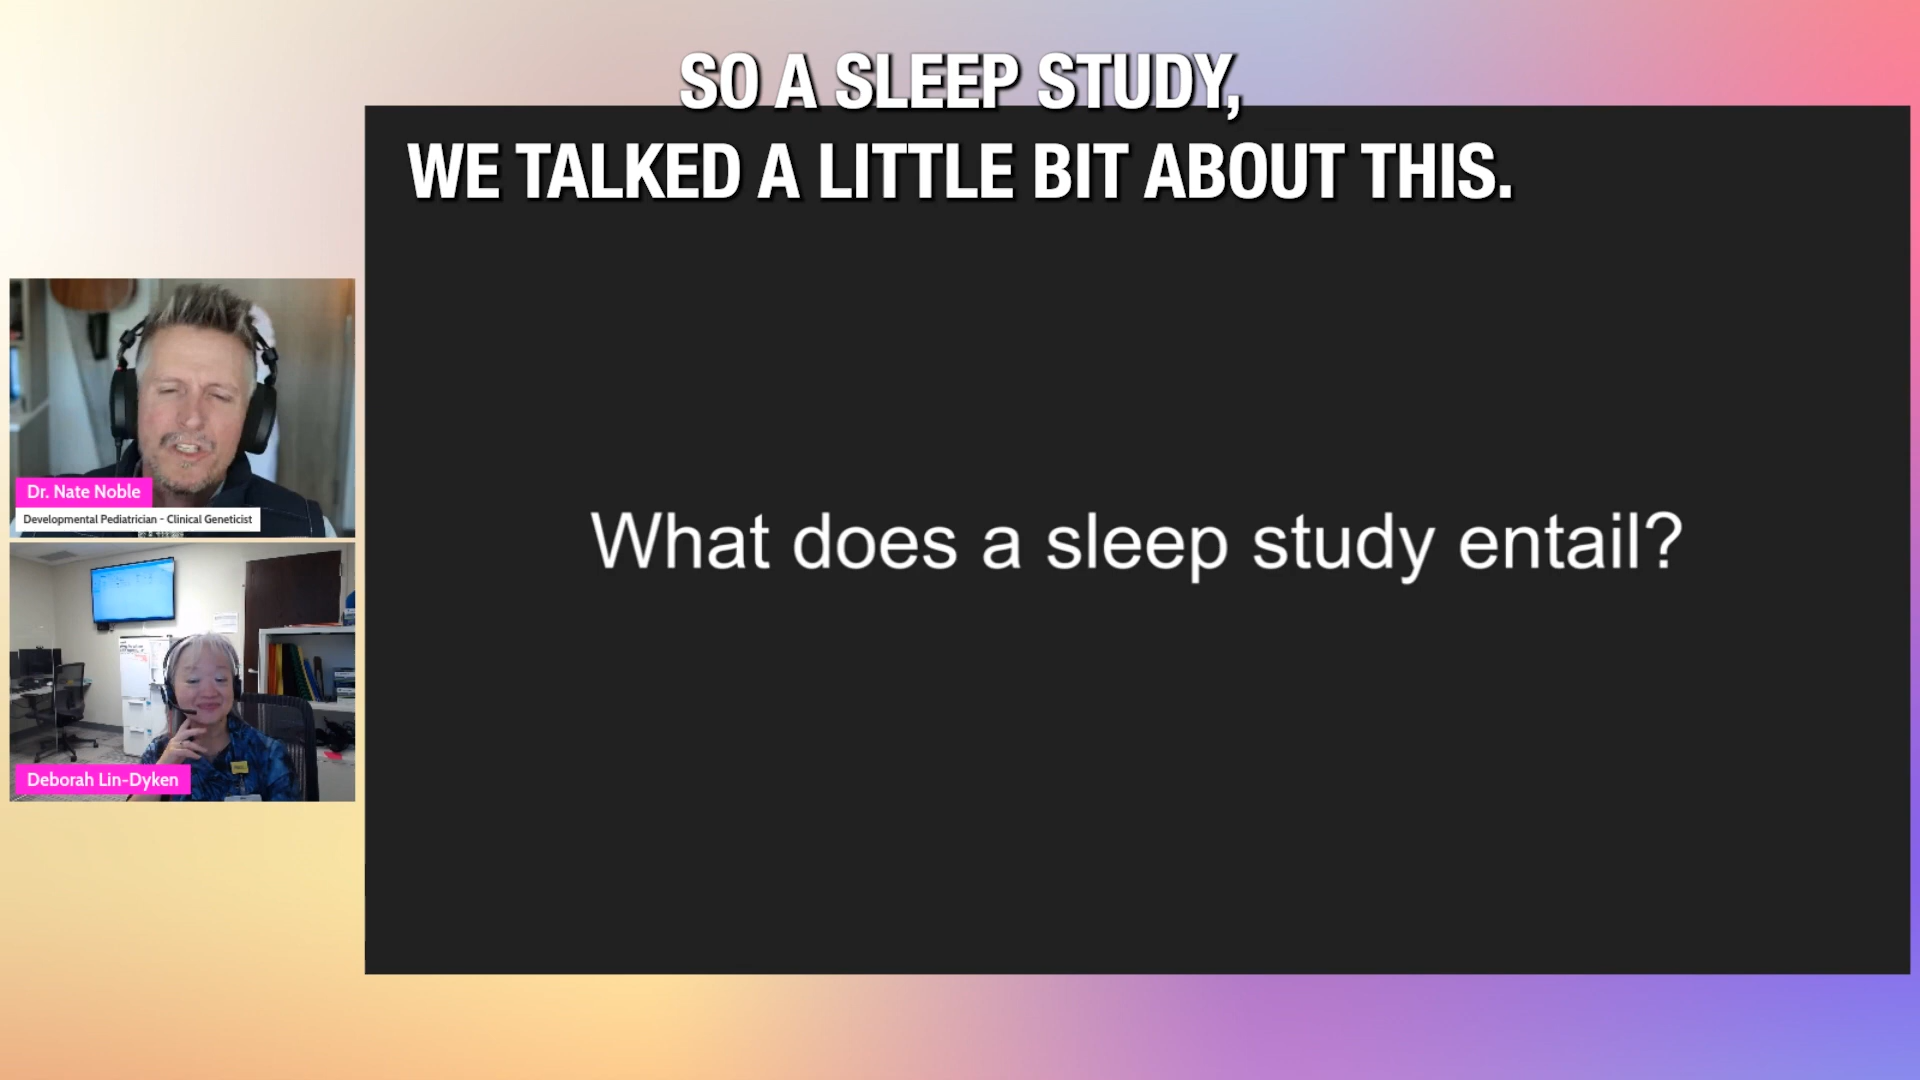 SO A SLEEP STUDY,
WE TALKED A LITTLE BIT ABOUT THIS.
What does a sleep study entail?
Dr. Nate Noble
Developmental Pediatrician - Clinical Geneticist
Deborah Lin-Dyken